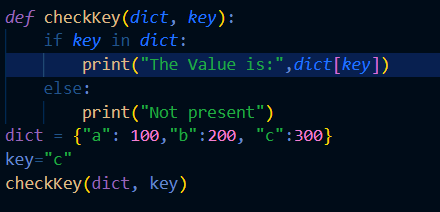 def checkKey(dict, key):
    if key in dict:
        print("The Value is:",dict[key])
    else:
        print("Not present")
dict = {"a": 100,"b":200, "c":300}
key="c"
checkKey(dict, key)